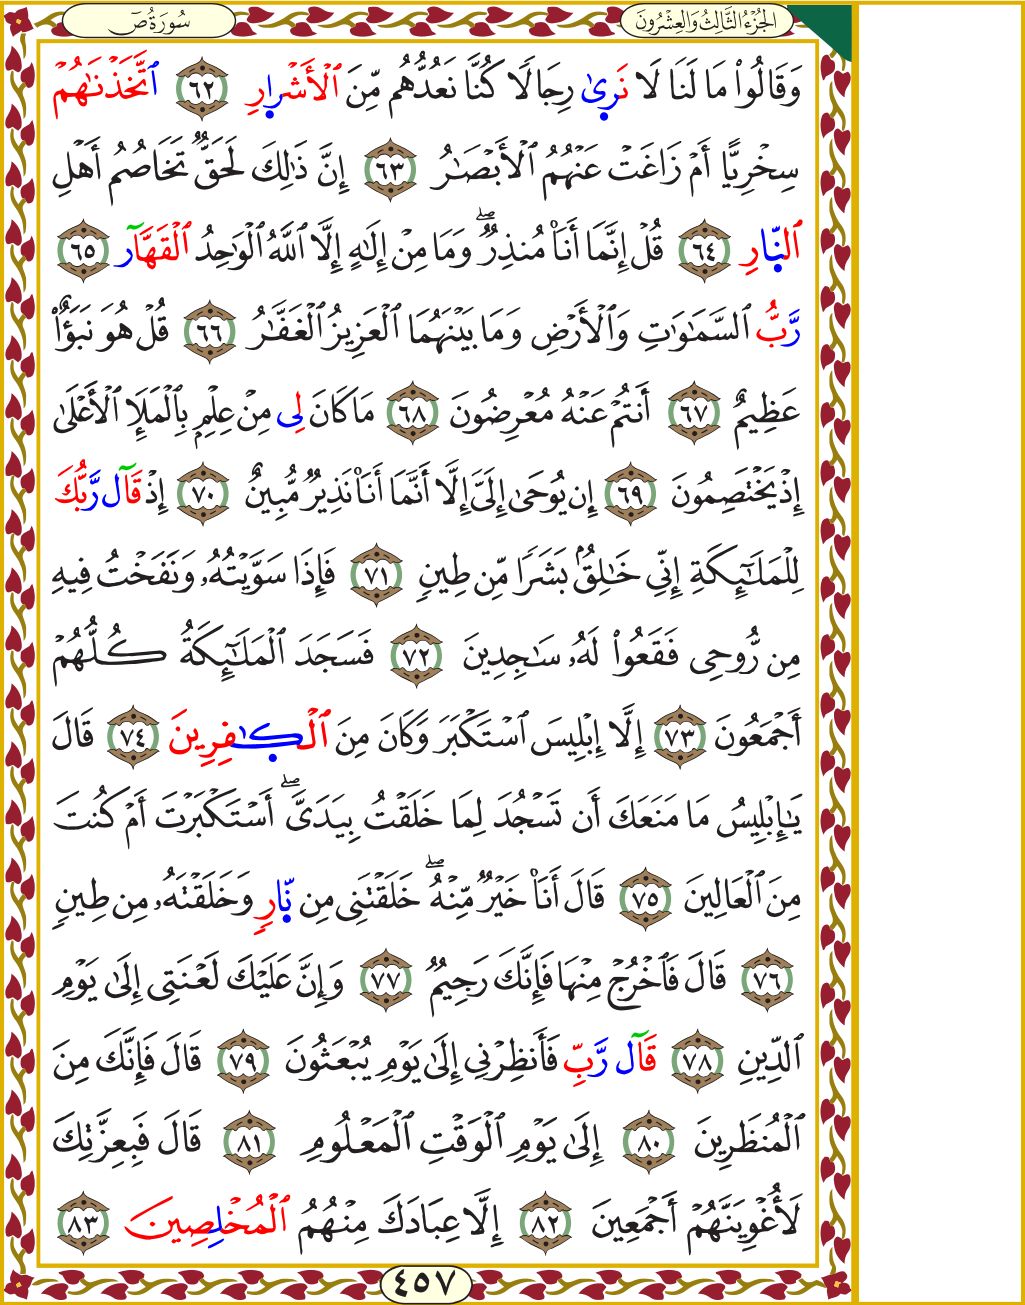 سُورَةُ صٓ
الجُزْءُ الثَّالِثُ وَالعِشْرُونَ
وَقَالُوا۟ مَا لَنَا لَا نَرَىٰ رِجَالًا كُنَّا نَعُدُّهُم مِّنَ ٱلْأَشْرَارِ ٦٢ ٱتَّخَذْنَٰهُمْ
سِخْرِيًّا أَمْ زَاغَتْ عَنْهُمُ ٱلْأَبْصَٰرُ ٦٣ إِنَّ ذَٰلِكَ لَحَقٌّ تَخَاصُمُ أَهْلِ
ٱلنَّارِ ٦٤ قُلْ إِنَّمَا أَنَا۠ مُنذِرٌ ۖ وَمَا مِنْ إِلَٰهٍ إِلَّا ٱللَّهُ ٱلْوَٰحِدُ ٱلْقَهَّآر ٦٥
رَّبُّ ٱلسَّمَٰوَٰتِ وَٱلْأَرْضِ وَمَا بَيْنَهُمَا ٱلْعَزِيزُ ٱلْغَفَّٰرُ ٦٦ قُلْ هُوَ نَبَؤٌا۟
عَظِيمٌ ٦٧ أَنتُمْ عَنْهُ مُعْرِضُونَ ٦٨ مَا كَانَ لِى مِنْ عِلْمٍ بِٱلْمَلَإِ ٱلْأَعْلَىٰ
إِذْ يَخْتَصِمُونَ ٦٩ إِن يُوحَىٰ إِلَىَّ إِلَّا أَنَّمَا أَنَا۠ نَذِيرٌ مُّبِينٌ ٧٠ إِذْ قَآل رَّبُّكَ
لِلْمَلَٰٓئِكَةِ إِنِّى خَٰلِقٌ بَشَرًا مِّن طِينٍ ٧١ فَإِذَا سَوَّيْتُهُۥ وَنَفَخْتُ فِيهِ
مِن رُّوحِى فَقَعُوا۟ لَهُۥ سَٰجِدِينَ ٧٢ فَسَجَدَ ٱلْمَلَٰٓئِكَةُ كُلُّهُمْ
أَجْمَعُونَ ٧٣ إِلَّا إِبْلِيسَ ٱسْتَكْبَرَ وَكَانَ مِنَ ٱلْكَٰفِرِينَ ٧٤ قَالَ
يَٰإِبْلِيسُ مَا مَنَعَكَ أَن تَسْجُدَ لِمَا خَلَقْتُ بِيَدَىَّ ۖ أَسْتَكْبَرْتَ أَمْ كُنتَ
مِنَ ٱلْعَالِينَ ٧٥ قَالَ أَنَا۠ خَيْرٌ مِّنْهُ ۖ خَلَقْتَنِى مِن نَّارٍ وَخَلَقْتَهُۥ مِن طِينٍ
٧٦ قَالَ فَٱخْرُجْ مِنْهَا فَإِنَّكَ رَجِيمٌ ٧٧ وَإِنَّ عَلَيْكَ لَعْنَتِى إِلَىٰ يَوْمِ
ٱلدِّينِ ٧٨ قَآل رَّبِّ فَأَنظِرْنِى إِلَىٰ يَوْمِ يُبْعَثُونَ ٧٩ قَالَ فَإِنَّكَ مِنَ
ٱلْمُنظَرِينَ ٨٠ إِلَىٰ يَوْمِ ٱلْوَقْتِ ٱلْمَعْلُومِ ٨١ قَالَ فَبِعِزَّتِكَ
لَأُغْوِيَنَّهُمْ أَجْمَعِينَ ٨٢ إِلَّا عِبَادَكَ مِنْهُمُ ٱلْمُخْلِصِينَ ٨٣
٤٥٧